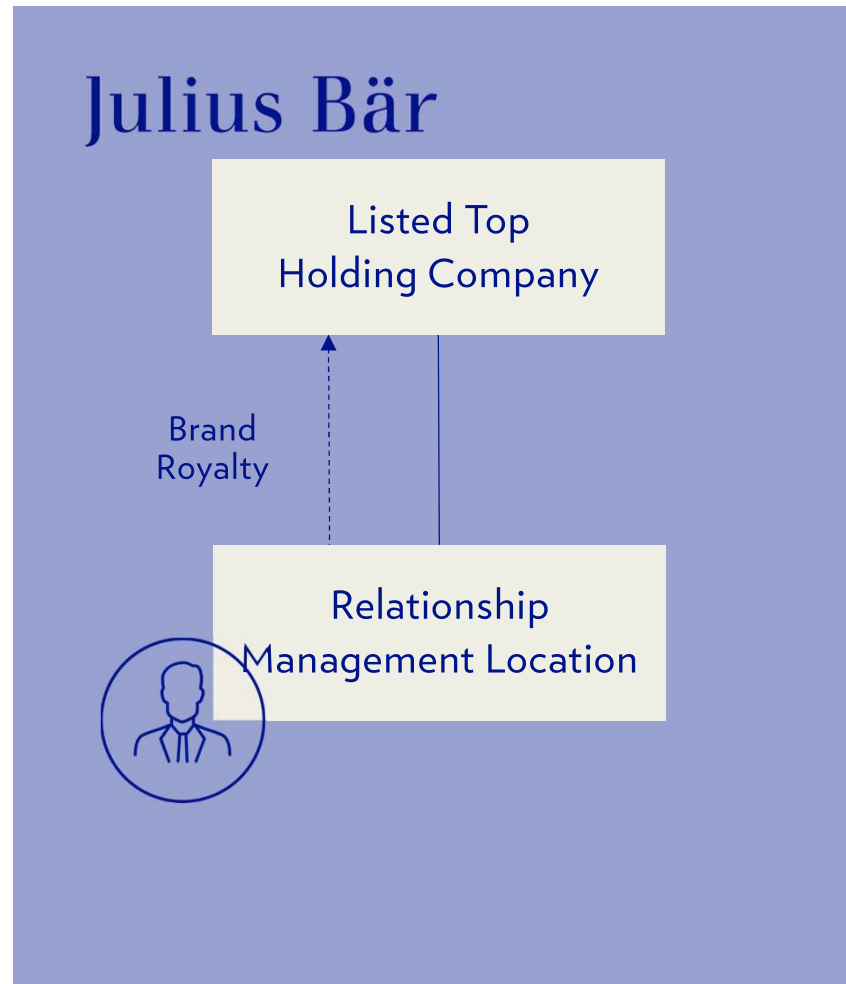 Julius Bär
Listed Top
Holding Company
Brand
Royalty
Relationship
Management Location